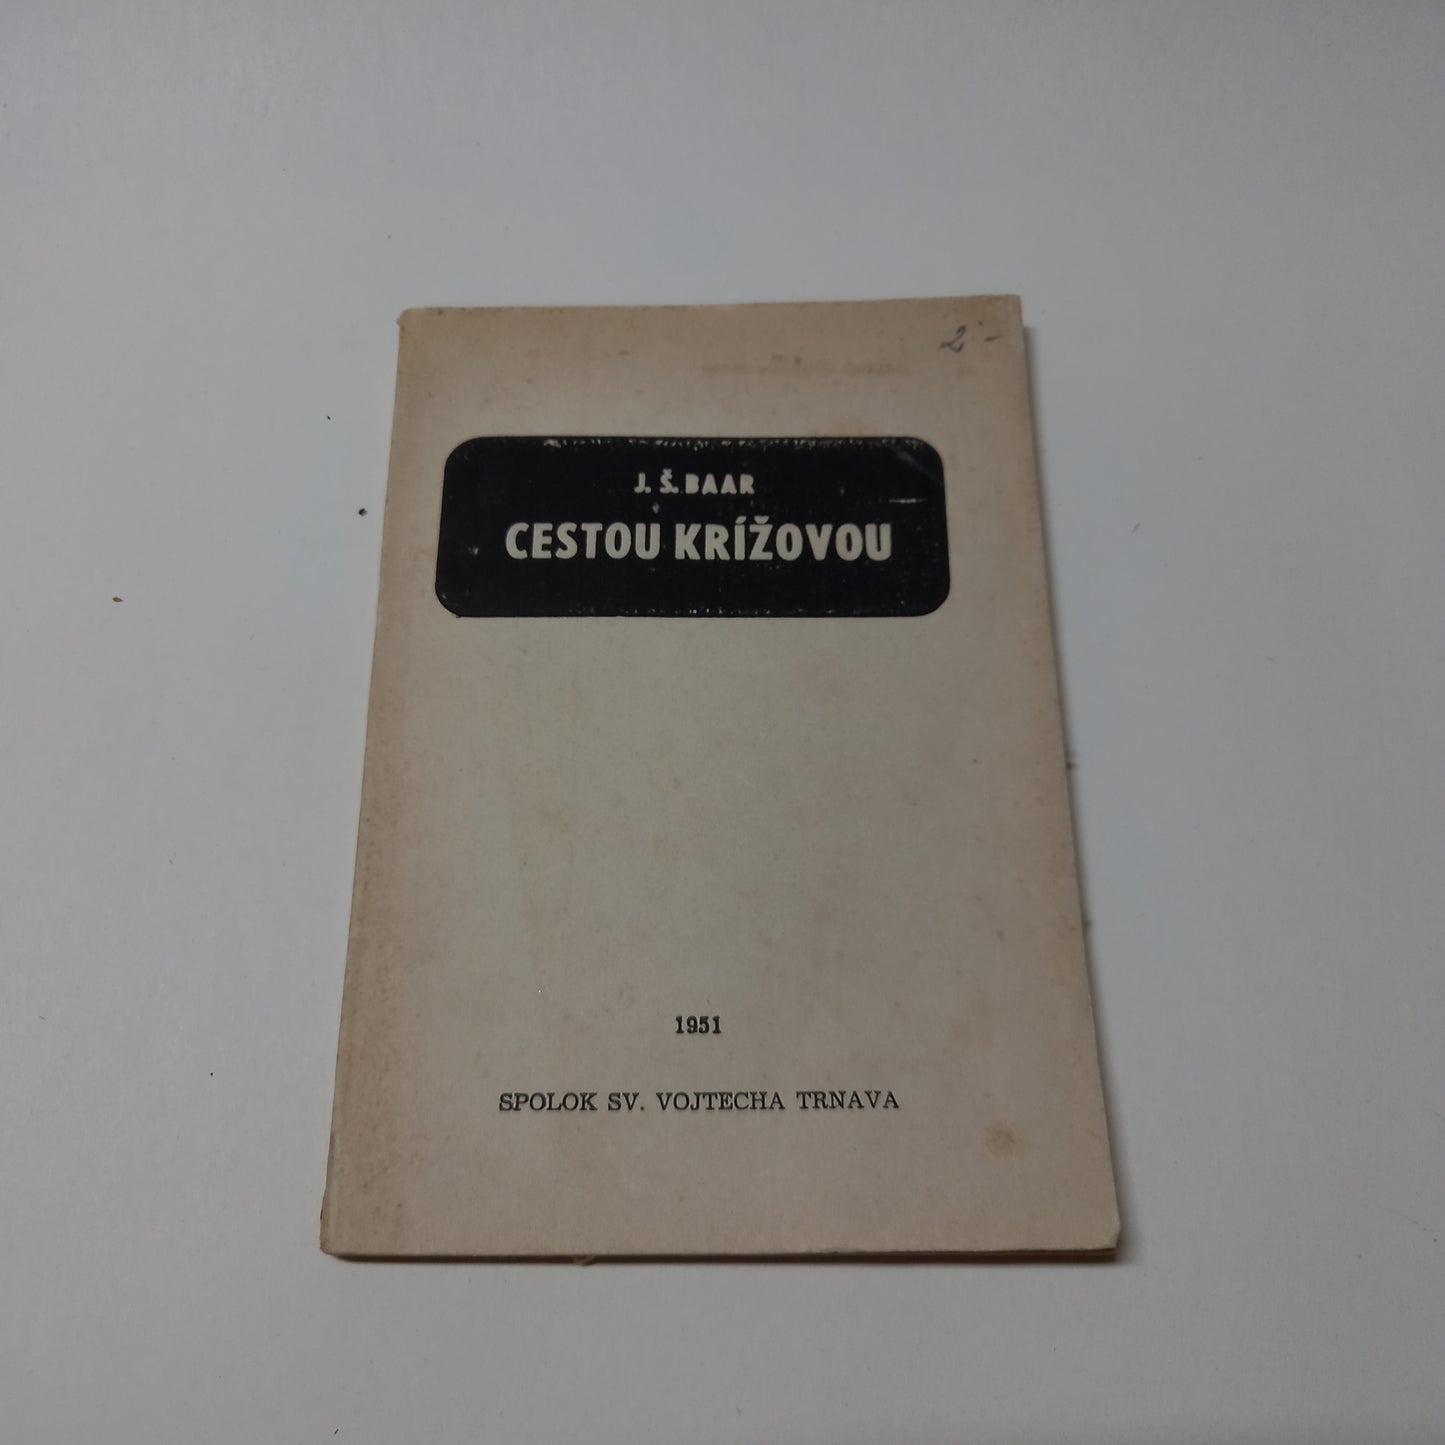 2·-
J. Š. BAAR
CESTOU KRÍŽOVOU
1951
SPOLOK SV. VOJTECHA TRNAVA